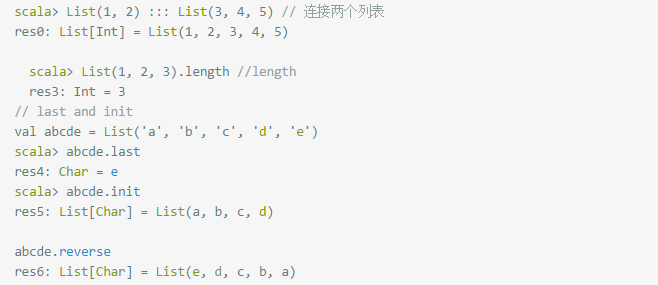 scala> List(1, 2) ::: List(3, 4, 5) // 连接两个列表
res0: List[Int] = List(1, 2, 3, 4, 5)
scala> List(1, 2, 3).length //length
res3: Int = 3
// last and init
val abcde = List('a', 'b', 'c', 'd', 'e')
scala> abcde.last
res4: Char = e
scala> abcde.init
res5: List[Char] = List(a, b, c, d)
abcde.reverse
res6: List[Char] = List(e, d, c, b, a)